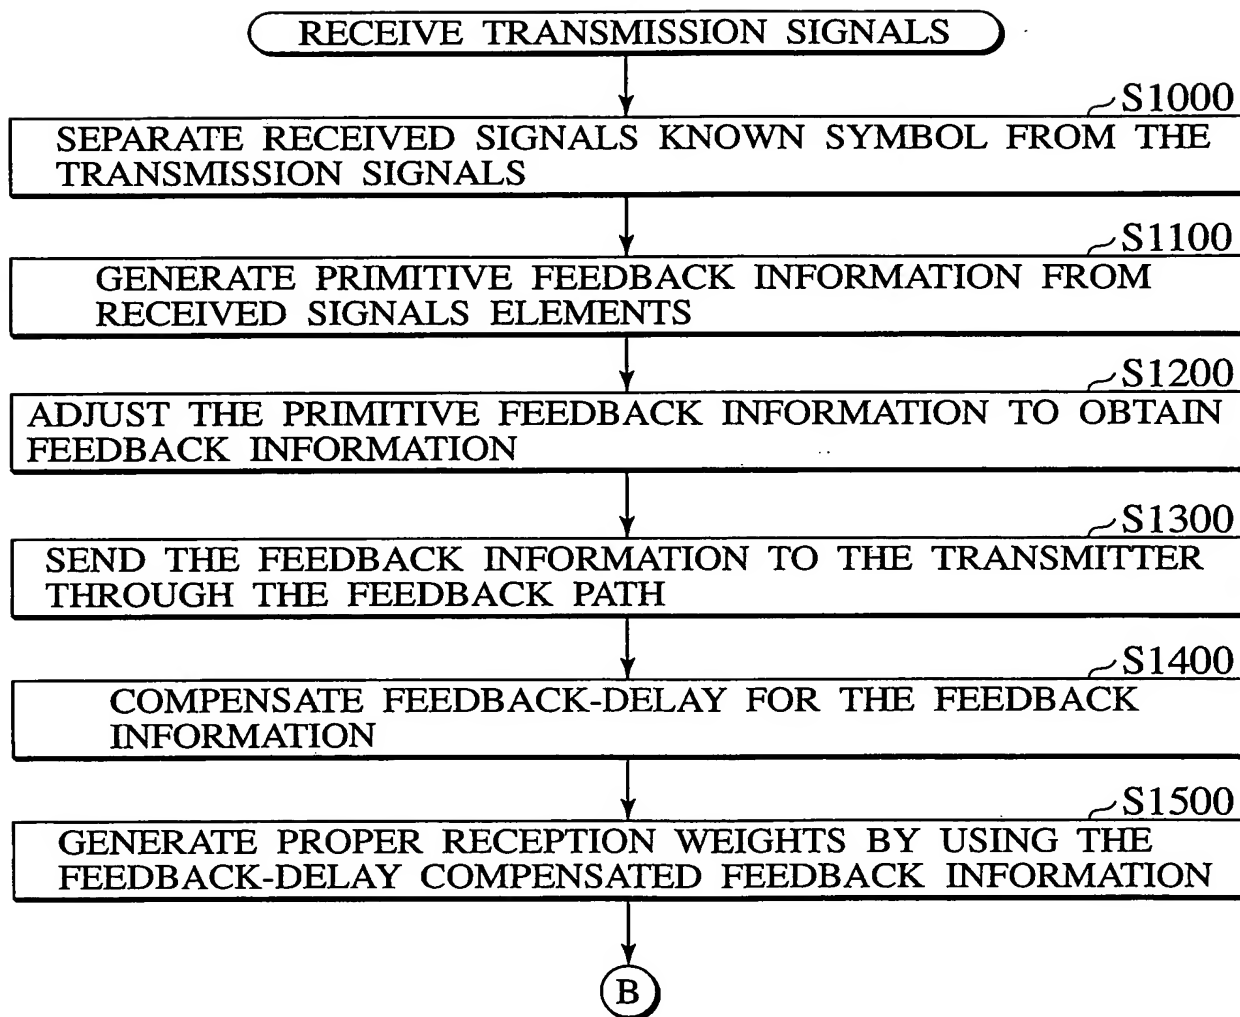 RECEIVE TRANSMISSION SIGNALS
S1000
SEPARATE RECEIVED SIGNALS KNOWN SYMBOL FROM THE
TRANSMISSION SIGNALS
S1100
GENERATE PRIMITIVE FEEDBACK INFORMATION FROM
RECEIVED SIGNALS ELEMENTS
S1200
ADJUST THE PRIMITIVE FEEDBACK INFORMATION TO OBTAIN
FEEDBACK INFORMATION
S1300
SEND THE FEEDBACK INFORMATION TO THE TRANSMITTER
THROUGH THE FEEDBACK PATH
S1400
COMPENSATE FEEDBACK-DELAY FOR THE FEEDBACK
INFORMATION
S1500
GENERATE PROPER RECEPTION WEIGHTS BY USING THE
FEEDBACK-DELAY COMPENSATED FEEDBACK INFORMATION
B